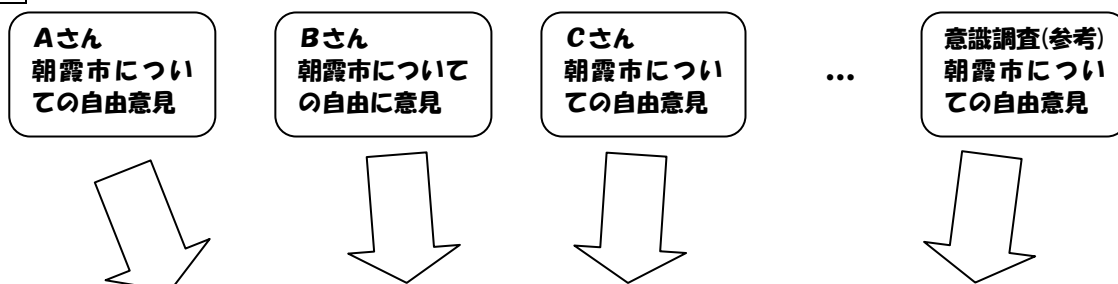 Aさん
朝霞市につい
ての自由意見
Bさん
朝霞市について
の自由に意見
Cさん
朝霞市につい
ての自由意見
…
意識調査(参考)
朝霞市につい
ての自由意見